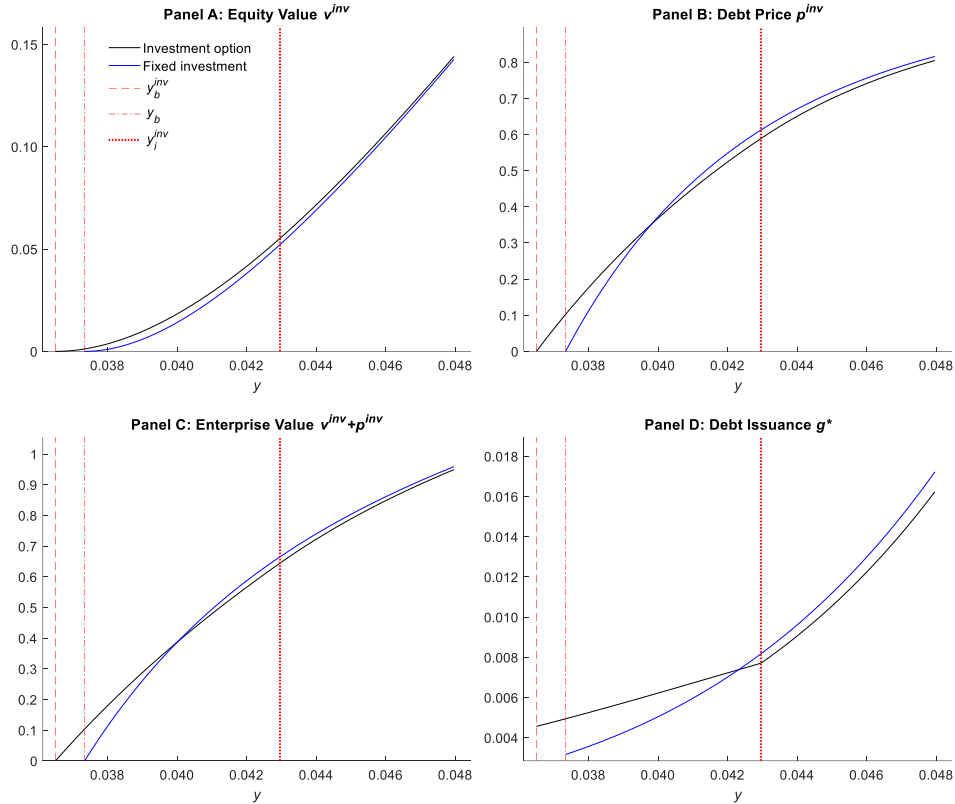 Panel A: Equity Value v^inv
0.15
0.10
0.05
0
Investment option
Fixed investment
y_b^inv
y_b
y_i^inv
0.038 0.040 0.042 0.044 0.046 0.048
y
Panel B: Debt Price p^inv
0.8
0.7
0.6
0.5
0.4
0.3
0.2
0.1
0
0.038 0.040 0.042 0.044 0.046 0.048
y
Panel C: Enterprise Value v^inv+p^inv
1
0.9
0.8
0.7
0.6
0.5
0.4
0.3
0.2
0.1
0
0.038 0.040 0.042 0.044 0.046 0.048
y
Panel D: Debt Issuance g*
0.018
0.016
0.014
0.012
0.010
0.008
0.006
0.004
0.038 0.040 0.042 0.044 0.046 0.048
y